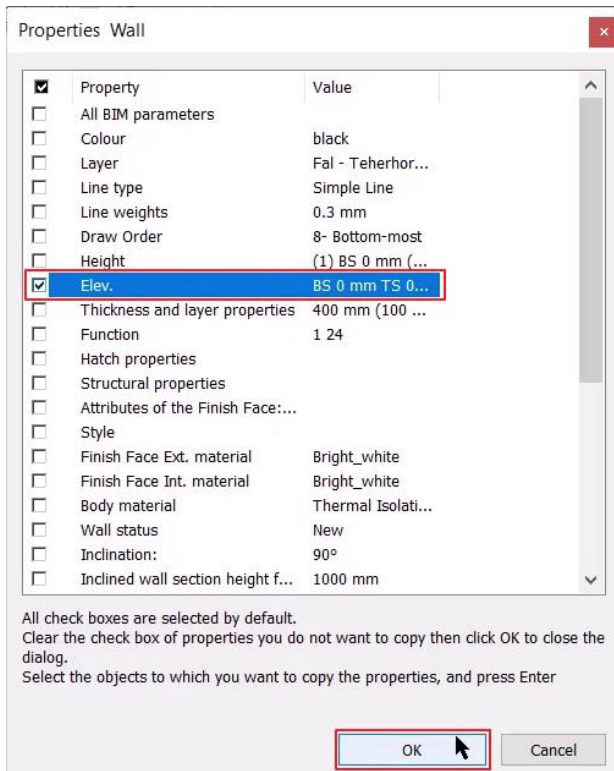 Properties Wall
Property Value
All BIM parameters
Colour black
Layer Fal - Teherhor...
Line type Simple Line
Line weights 0.3 mm
Draw Order 8- Bottom-most
Height (1) BS 0 mm (...
Elev. BS 0 mm TS 0...
Thickness and layer properties 400 mm (100 ...
Function 1 24
Hatch properties
Structural properties
Attributes of the Finish Face:...
Style
Finish Face Ext. material Bright_white
Finish Face Int. material Bright_white
Body material Thermal Isolati...
Wall status New
Inclination: 90°
Inclined wall section height f... 1000 mm
All check boxes are selected by default.
Clear the check box of properties you do not want to copy then click OK to close the
dialog.
Select the objects to which you want to copy the properties, and press Enter
OK Cancel